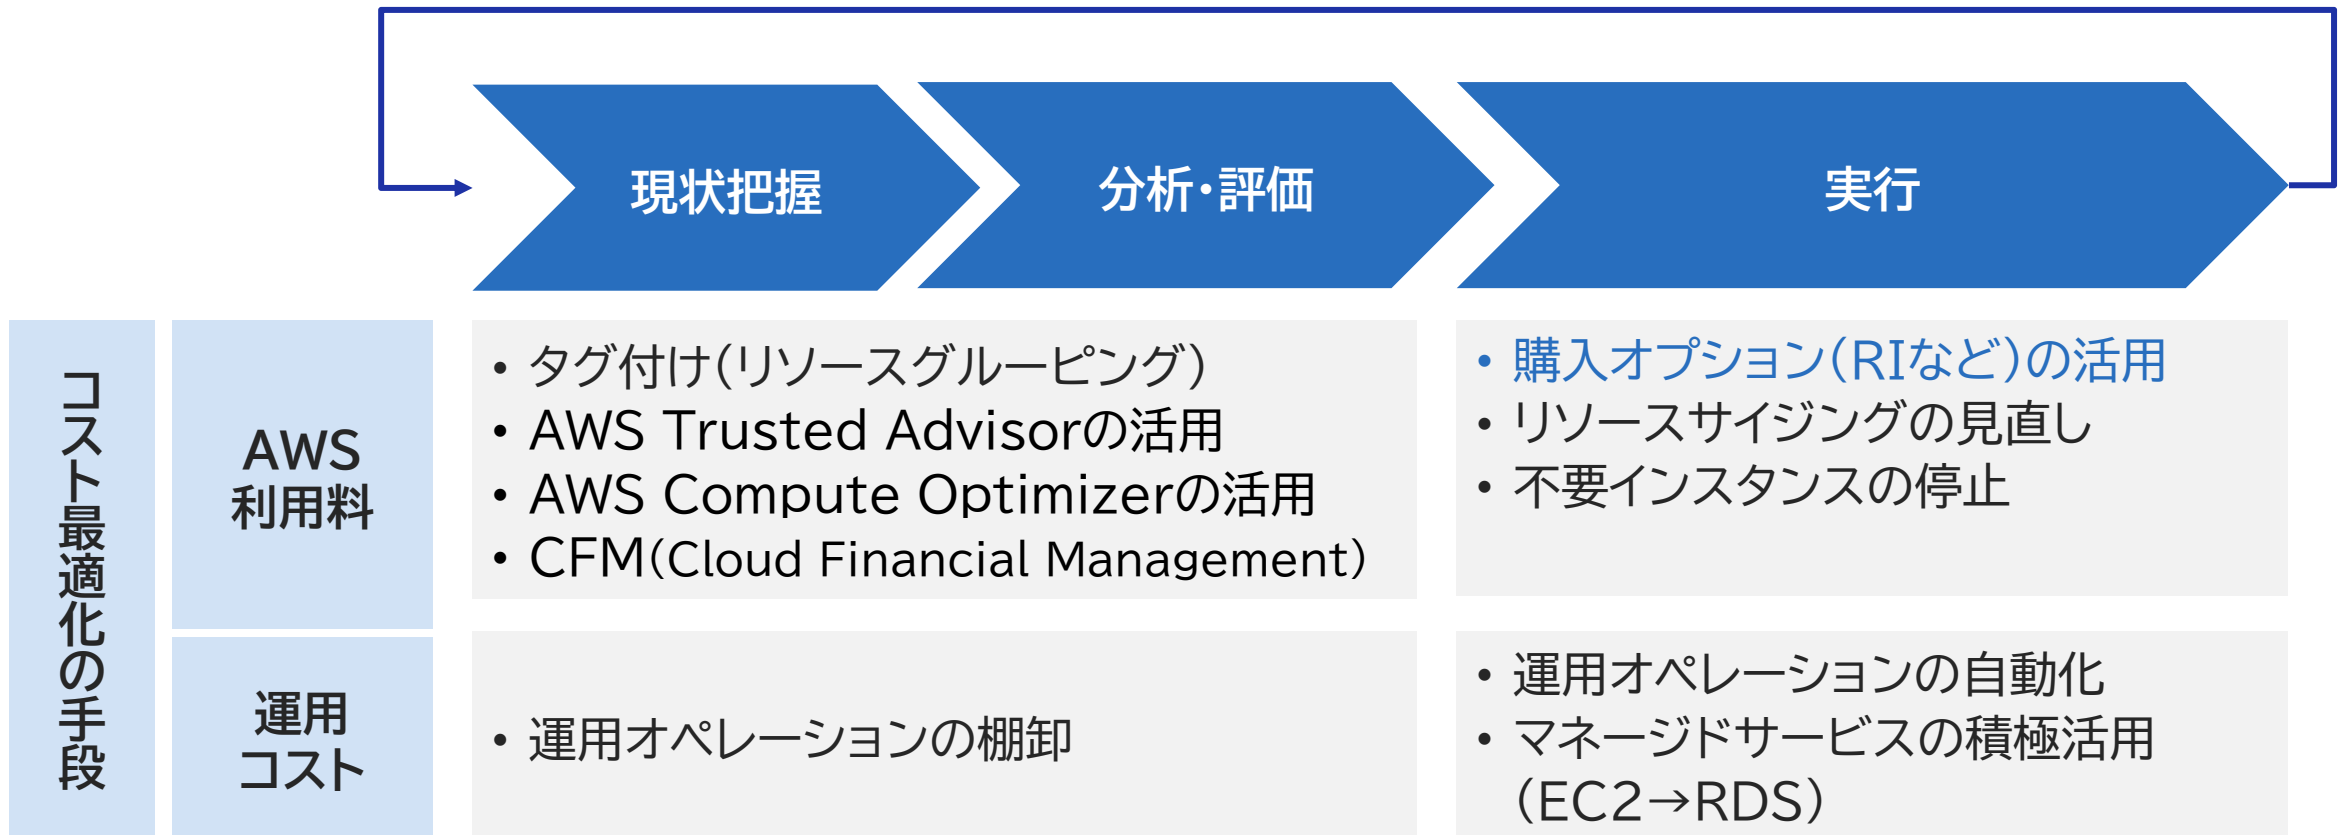 現状把握
分析・評価
実行
コスト最適化の手段
AWS
利用料
• タグ付け(リソースグルーピング)
• AWS Trusted Advisorの活用
• AWS Compute Optimizerの活用
• CFM(Cloud Financial Management)
• 購入オプション(RIなど)の活用
• リソースサイジングの見直し
• 不要インスタンスの停止
運用
コスト
• 運用オペレーションの棚卸
• 運用オペレーションの自動化
• マネージドサービスの積極活用
(EC2→RDS)